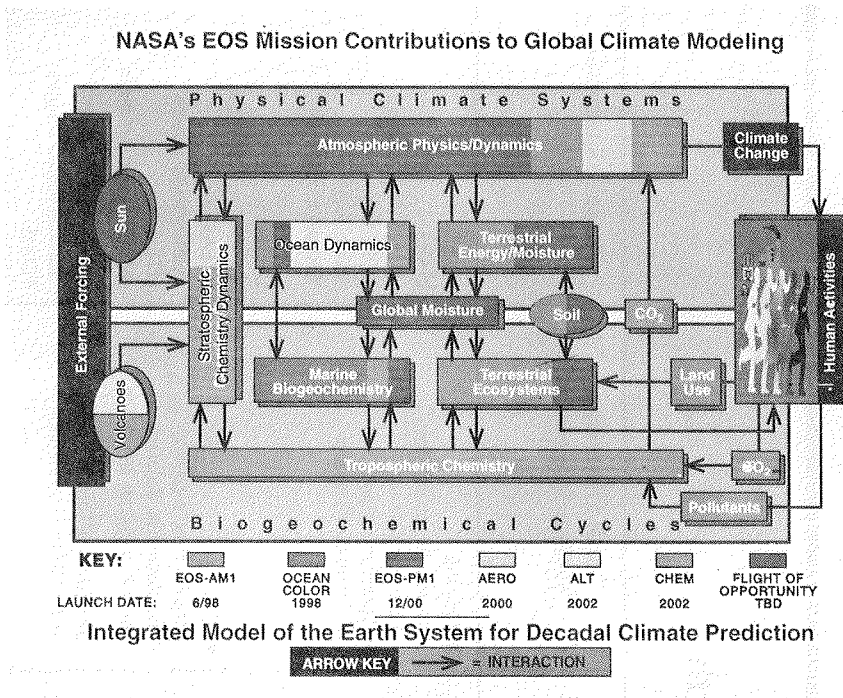 NASA's EOS Mission Contributions to Global Climate Modeling
Physical Climate Systems
Atmospheric Physics/Dynamics
Climate
Change
Sun
External Forcing
Stratospheric
Chemistry Dynamics
Ocean Dynamics
Terrestrial
Energy/Moisture
Global Moisture
Soil
CO2
Human Activities
Volcanoes
Marine
Biogeochemistry
Terrestrial
Ecosystems
Land
Use
Tropospheric Chemistry
CO2
Pollutants
Biogeochemical Cycles
KEY:
EOS-AM1
OCEAN
COLOR
EOS-PM1
AERO
ALT
CHEM
FLIGHT OF
OPPORTUNITY
LAUNCH DATE: 6/98 1998 12/00 2000 2002 2002 TBD
Integrated Model of the Earth System for Decadal Climate Prediction
ARROW KEY = INTERACTION